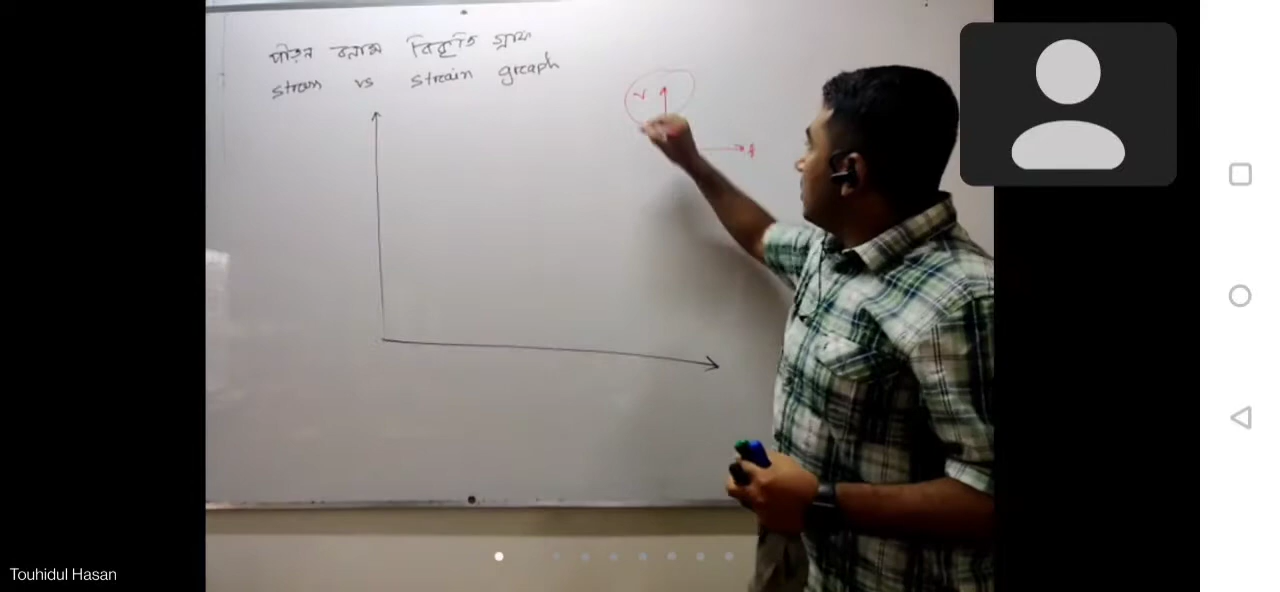 পীড়ন বনাম বিকৃতি গ্রাফ
stress vs strain graph
v
t
Touhidul Hasan